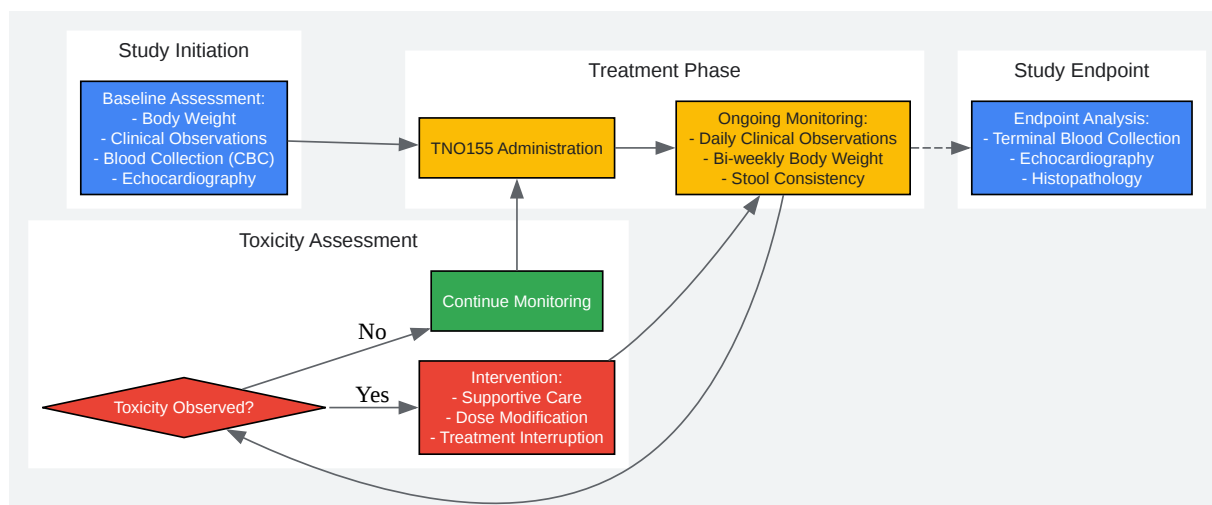 Study Initiation
Baseline Assessment:
- Body Weight
- Clinical Observations
- Blood Collection (CBC)
- Echocardiography
Treatment Phase
TNO155 Administration
Ongoing Monitoring:
- Daily Clinical Observations
- Bi-weekly Body Weight
- Stool Consistency
Study Endpoint
Endpoint Analysis:
- Terminal Blood Collection
- Echocardiography
- Histopathology
Toxicity Assessment
Continue Monitoring
No
Toxicity Observed?
Yes
Intervention:
- Supportive Care
- Dose Modification
- Treatment Interruption